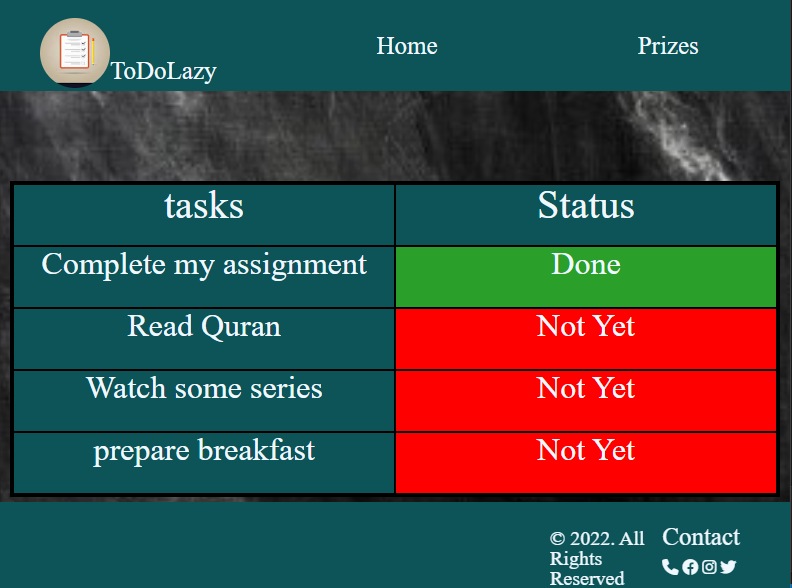 ToDoLazy
Home
Prizes
tasks
Status
Complete my assignment
Done
Read Quran
Not Yet
Watch some series
Not Yet
prepare breakfast
Not Yet
© 2022. All
Rights
Reserved
Contact